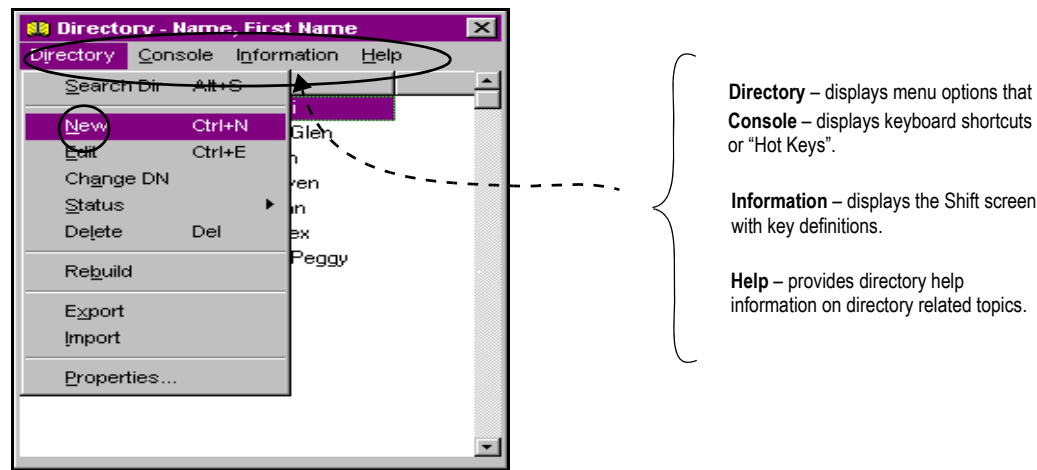 Directory - Name, First Name
Directory Console Information Help
Search Dir Alt+S
New Ctrl+N
Edit Ctrl+E
Change DN
Status
Delete Del
Rebuild
Export
Import
Properties...
i
Glen
n
ven
an
ex
Peggy
Directory – displays menu options that
Console – displays keyboard shortcuts
or “Hot Keys”.
Information – displays the Shift screen
with key definitions.
Help – provides directory help
information on directory related topics.